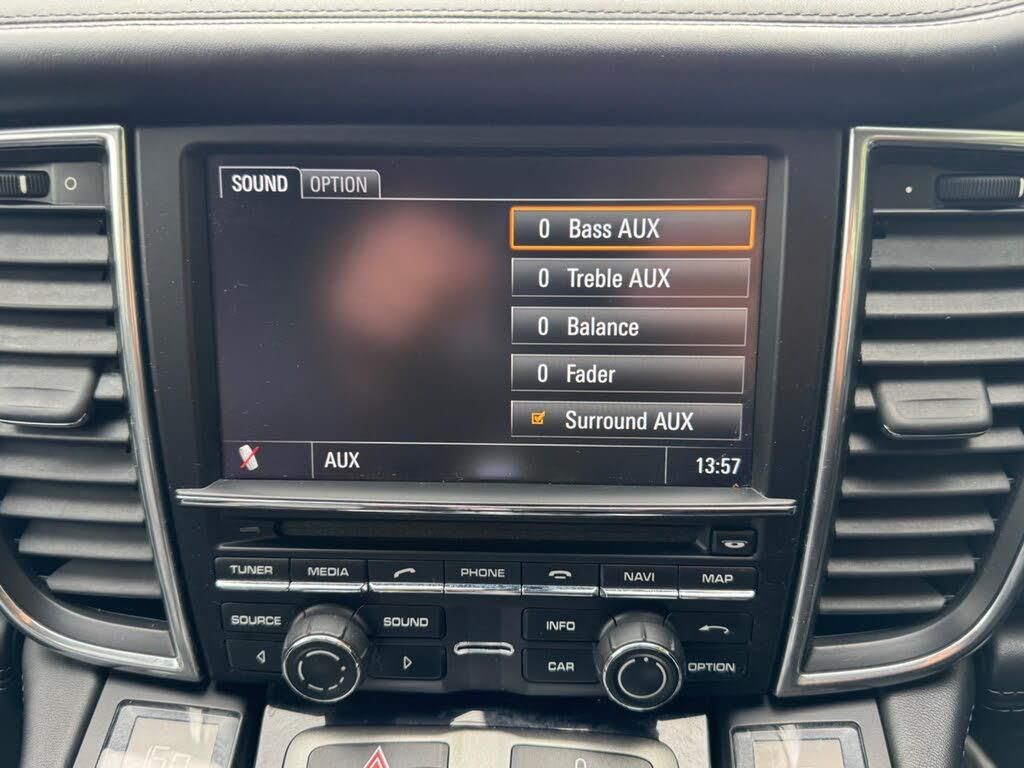 SOUND OPTION
0 Bass AUX
0 Treble AUX
0 Balance
0 Fader
Surround AUX
AUX 13:57
TUNER MEDIA PHONE NAVI MAP
SOURCE SOUND INFO
CAR OPTION